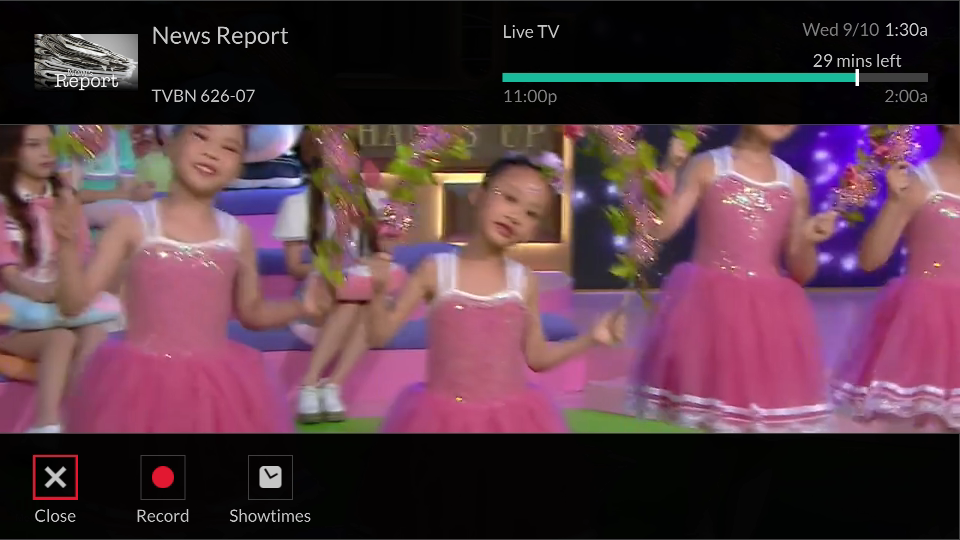 News Report
Report
TVBN 626-07
Live TV
Wed 9/10 1:30a
29 mins left
11:00p
2:00a
Close
Record
Showtimes